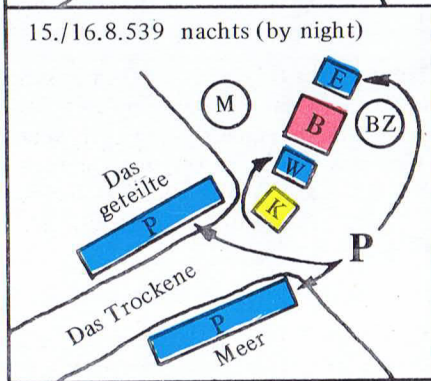 15./16.8.539 nachts (by night)
E
M
B
BZ
W
K
Das
geteilte
P
P
Das Trockene
P
Meer